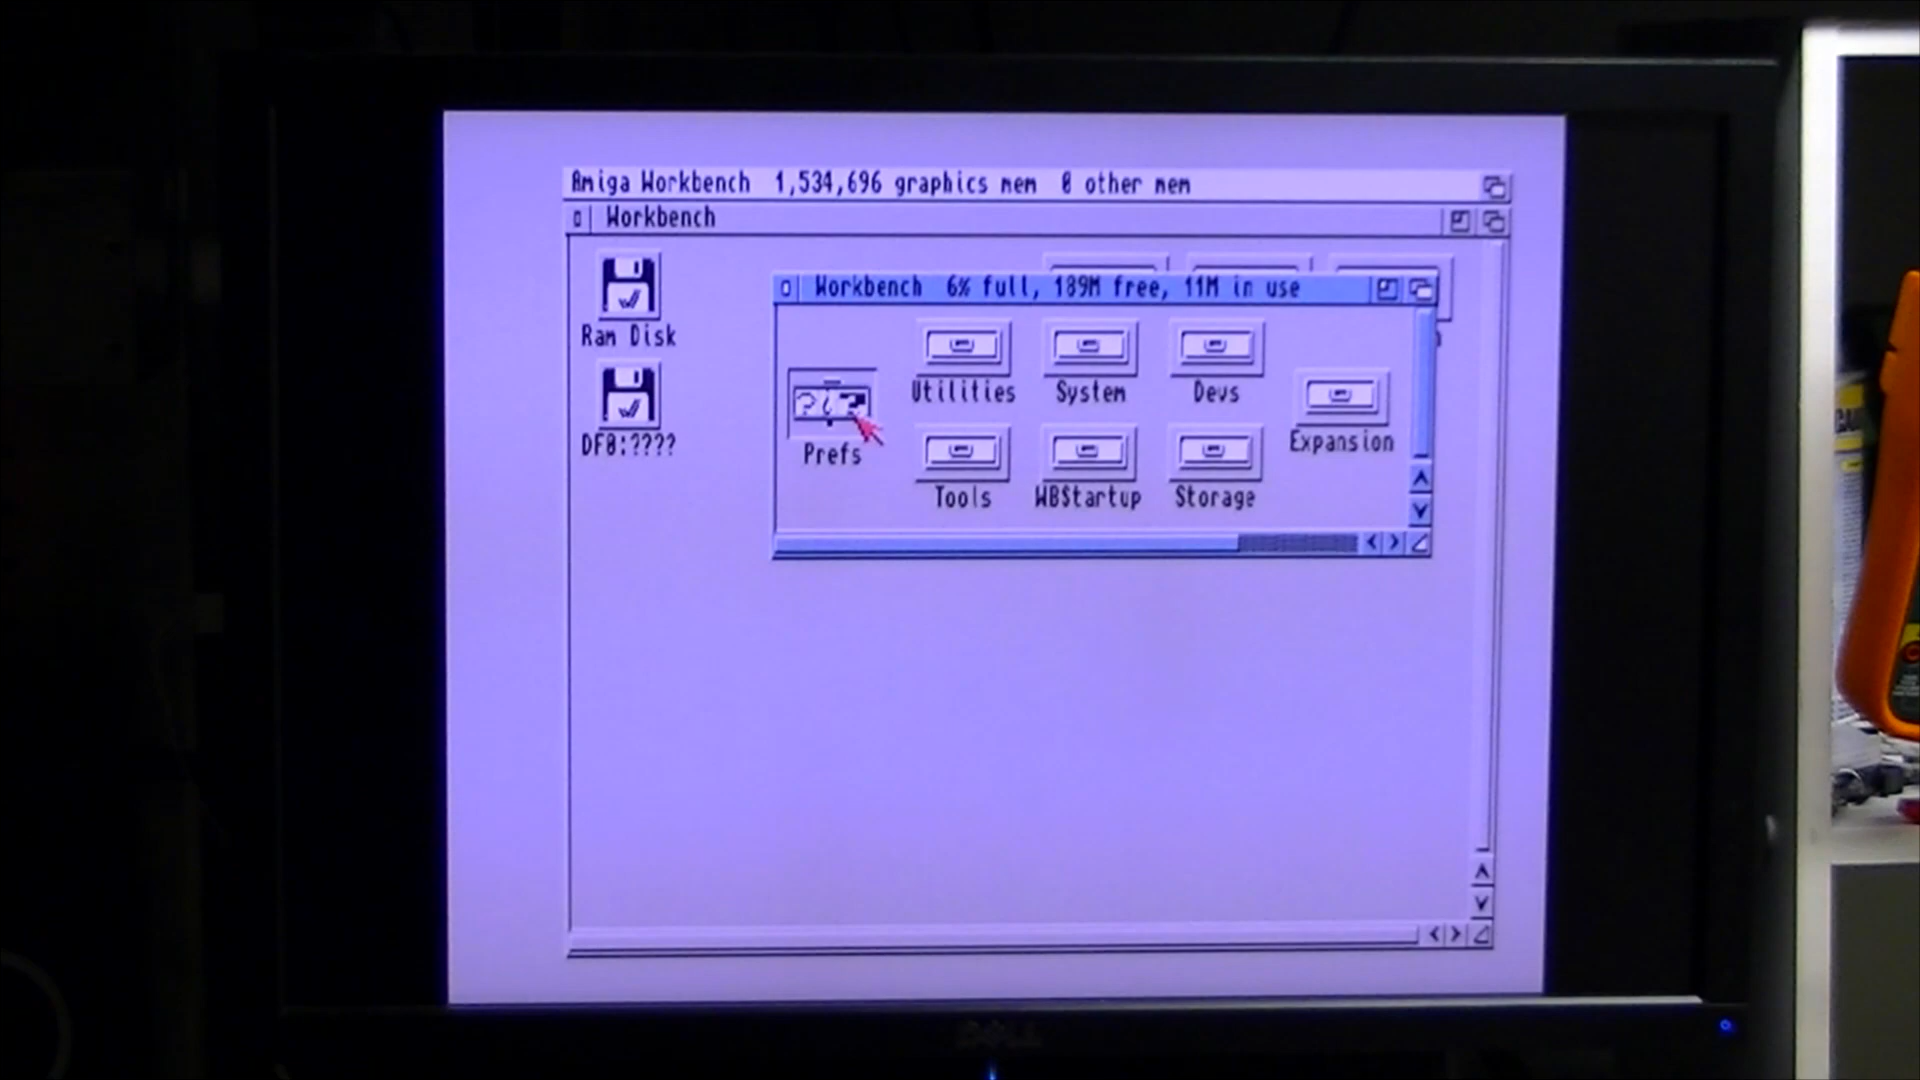 Amiga Workbench 1,534,696 graphics mem 0 other mem
Workbench
Ram Disk
DF0:????
Workbench 6% full, 189M free, 11M in use
Prefs
Utilities
System
Devs
Expansion
Tools
WBStartup
Storage
DELL